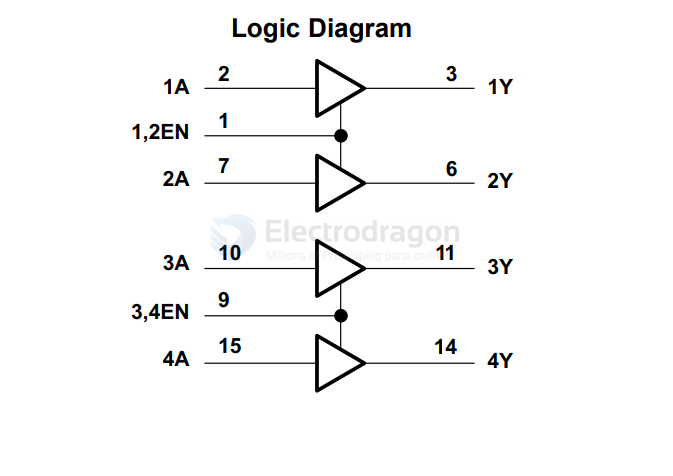 Logic Diagram
1A 2 3 1Y
1,2EN 1
2A 7 6 2Y
Electrodragon
Millions of Prototyping parts online
3A 10 11 3Y
3,4EN 9
4A 15 14 4Y